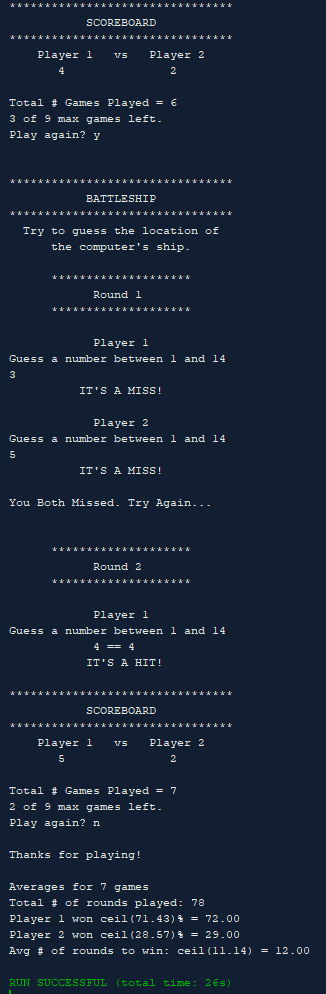 ********************************
SCOREBOARD
********************************
Player 1 vs Player 2
4 2
Total # Games Played = 6
3 of 9 max games left.
Play again? y
********************************
BATTLESHIP
********************************
Try to guess the location of
the computer's ship.
********************
Round 1
********************
Player 1
Guess a number between 1 and 14
3
IT'S A MISS!
Player 2
Guess a number between 1 and 14
5
IT'S A MISS!
You Both Missed. Try Again...
********************
Round 2
********************
Player 1
Guess a number between 1 and 14
4 == 4
IT'S A HIT!
********************************
SCOREBOARD
********************************
Player 1 vs Player 2
5 2
Total # Games Played = 7
2 of 9 max games left.
Play again? n
Thanks for playing!
Averages for 7 games
Total # of rounds played: 78
Player 1 won ceil(71.43)% = 72.00
Player 2 won ceil(28.57)% = 29.00
Avg # of rounds to win: ceil(11.14) = 12.00
RUN SUCCESSFUL (total time: 26s)